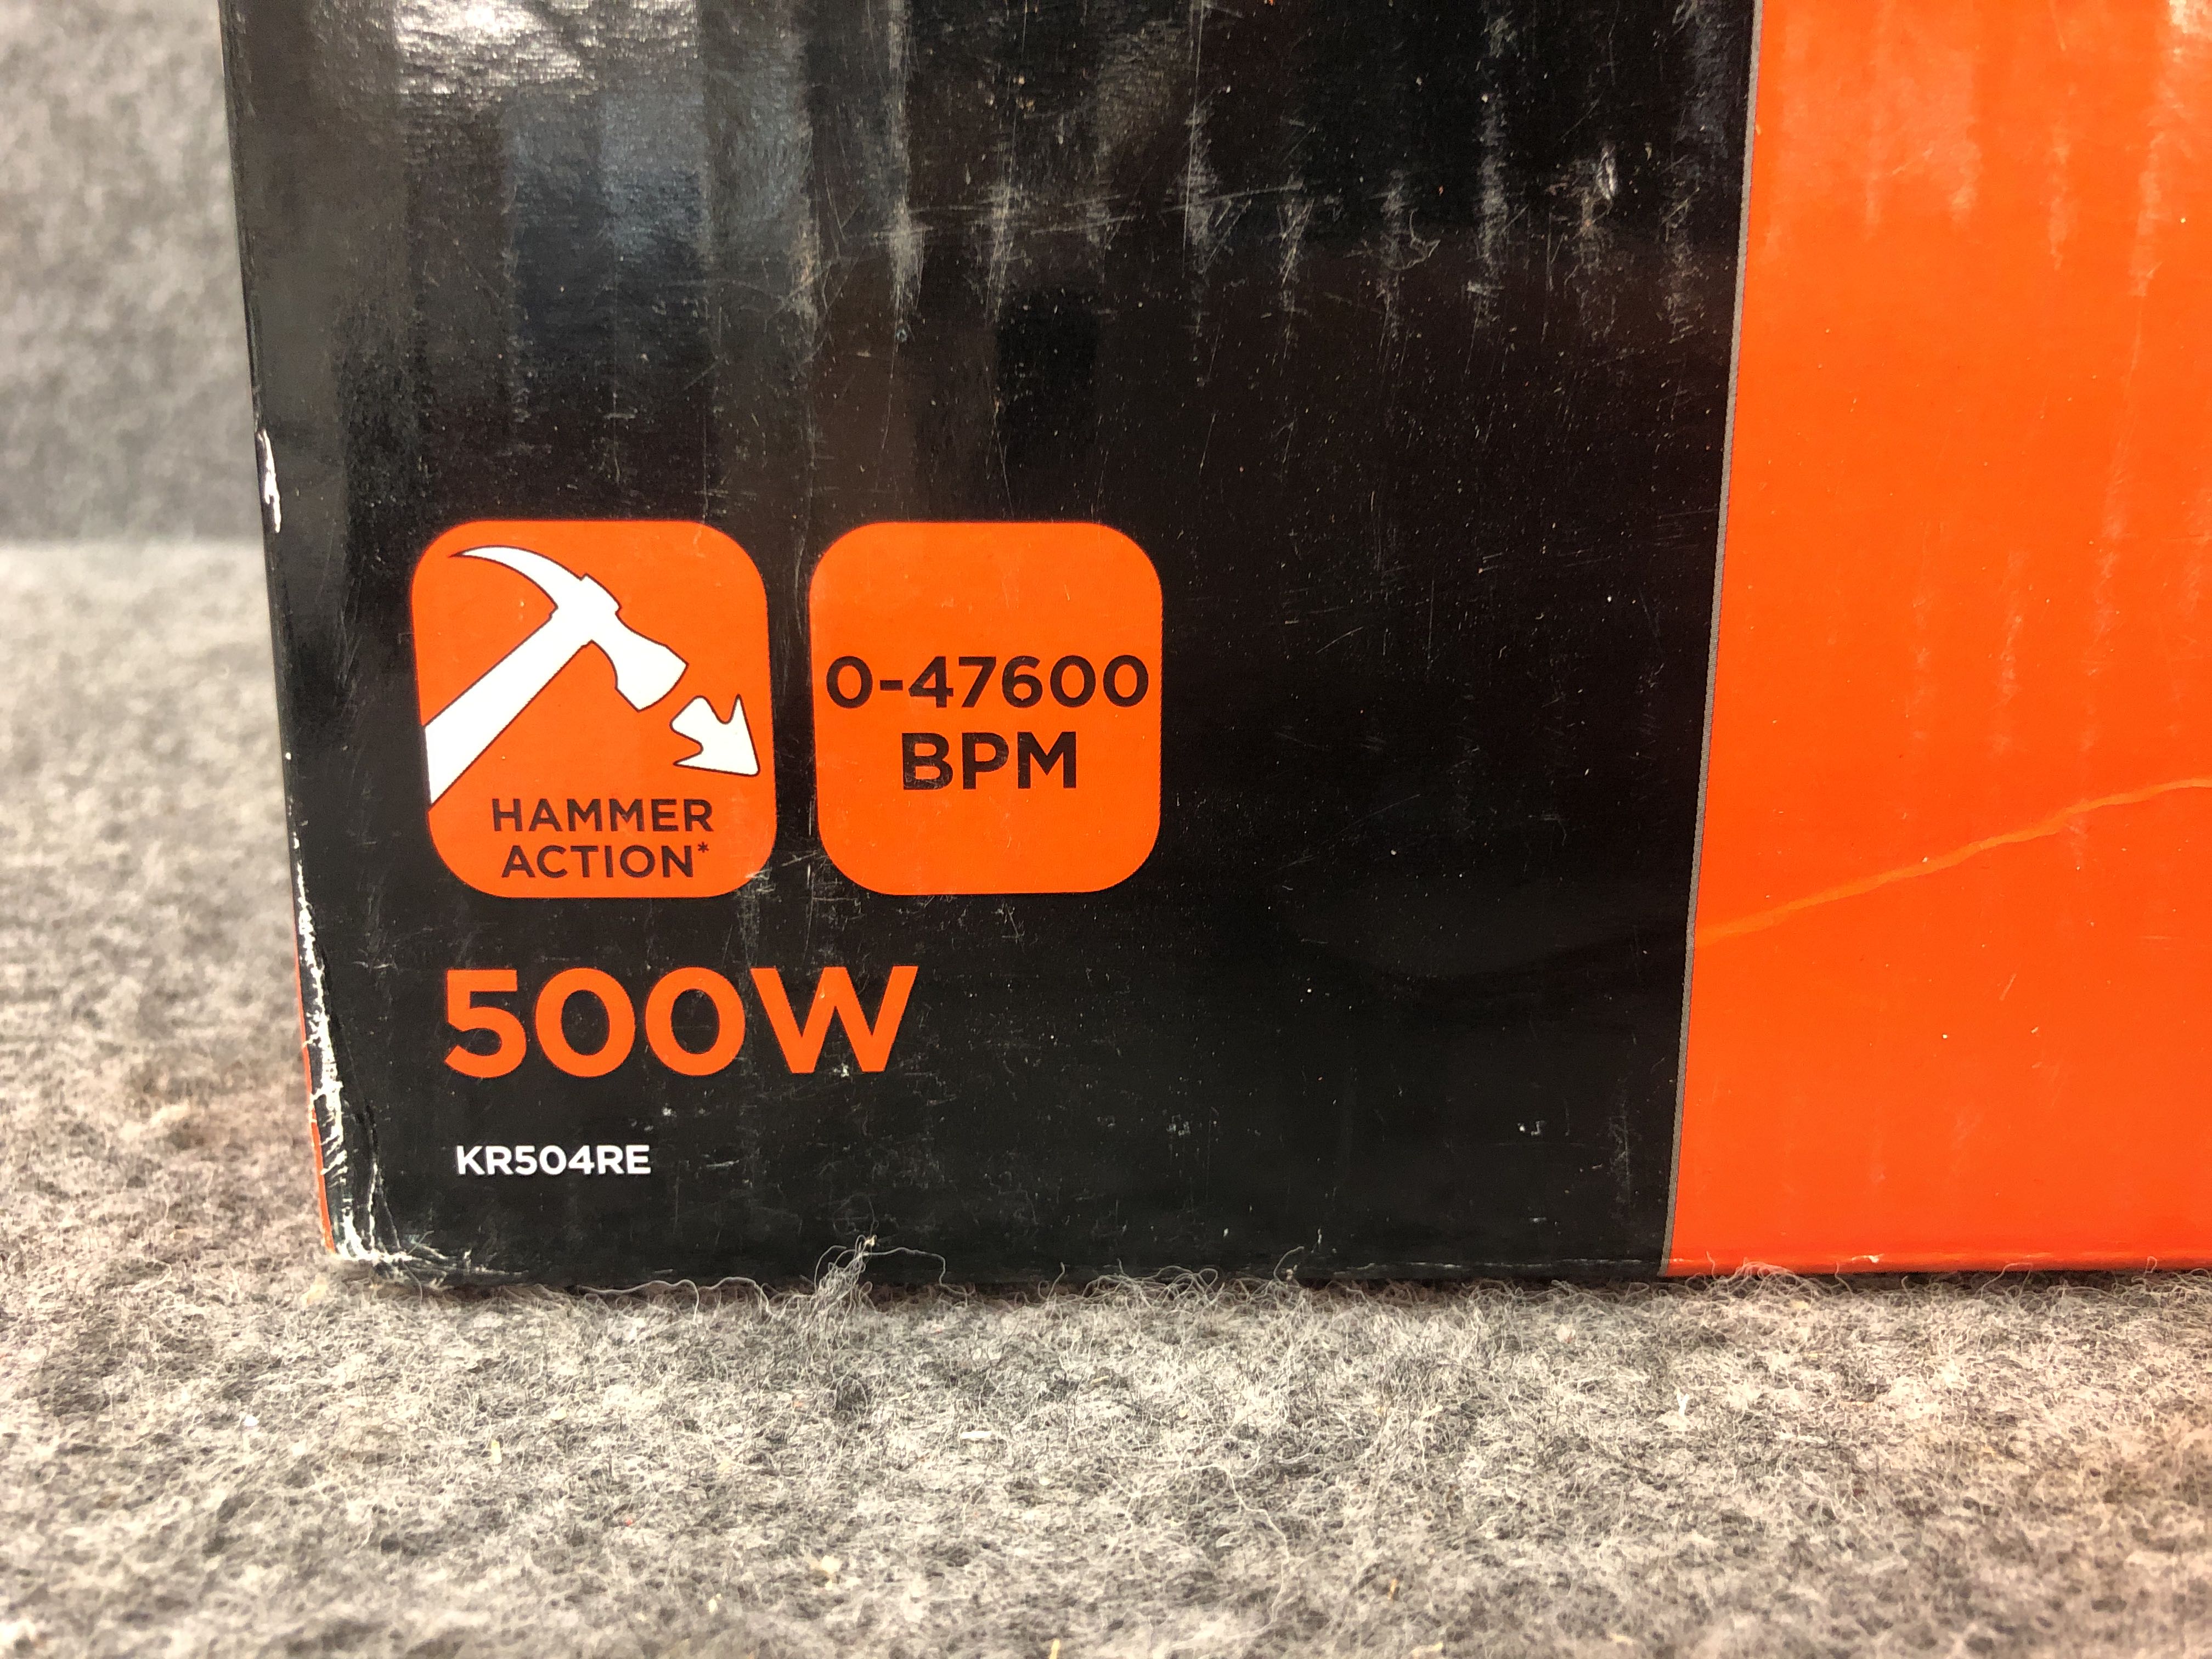 HAMMER
ACTION*
0-47600
BPM
500W
KR504RE